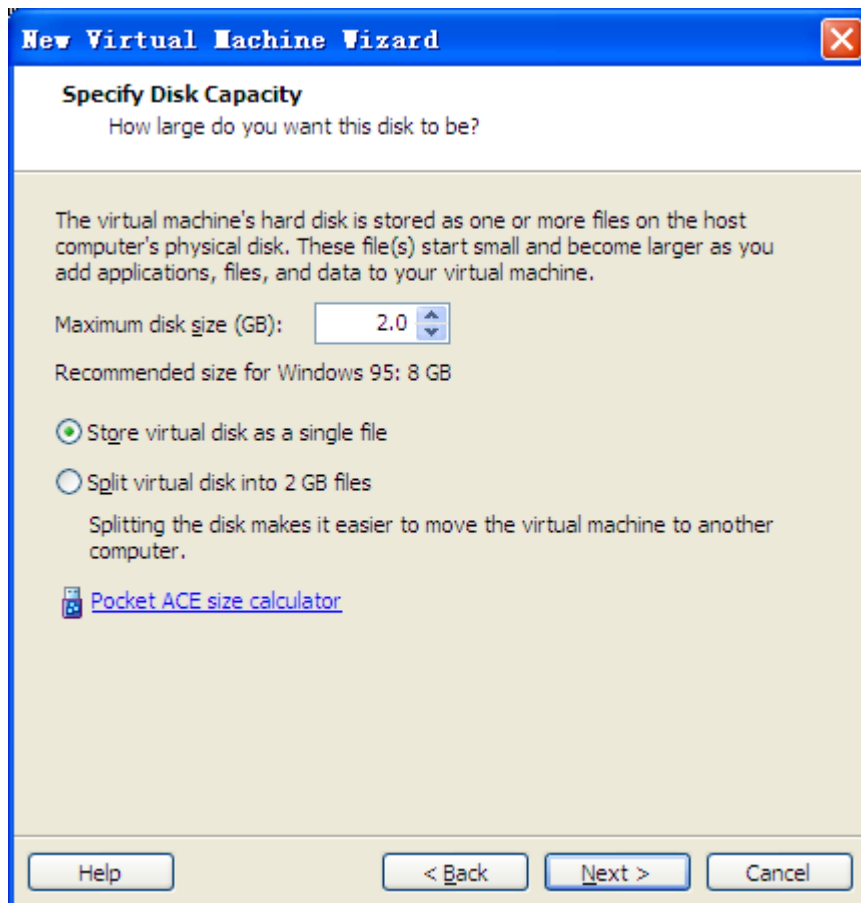 New Virtual Machine Wizard
Specify Disk Capacity
How large do you want this disk to be?
The virtual machine's hard disk is stored as one or more files on the host
computer's physical disk. These file(s) start small and become larger as you
add applications, files, and data to your virtual machine.
Maximum disk size (GB): 2.0
Recommended size for Windows 95: 8 GB
Store virtual disk as a single file
Split virtual disk into 2 GB files
Splitting the disk makes it easier to move the virtual machine to another
computer.
Pocket ACE size calculator
Help < Back Next > Cancel